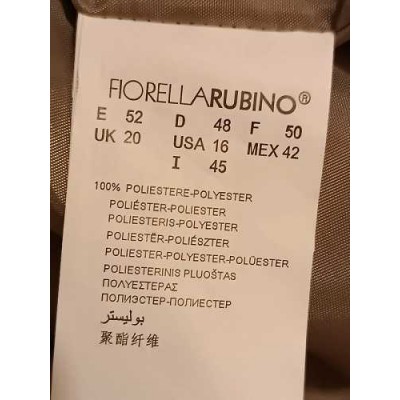 FIORELLARUBINO®
E 52 D 48 F 50
UK 20 USA 16 MEX 42
I 45
100% POLIESTERE-POLYESTER
POLIÉSTER-POLIESTER
POLIESTERIS-POLYESTER
POLIESTĒR-POLIÉSZTER
POLIESTER-POLYESTER-POLÜESTER
POLIESTERINIS PLUOŠTAS
ΠΟΛΥΕΣΤΕΡΑΣ
ПОЛИЭСТЕР-ПОЛИЕСТЕР
بوليستر
聚酯纤维